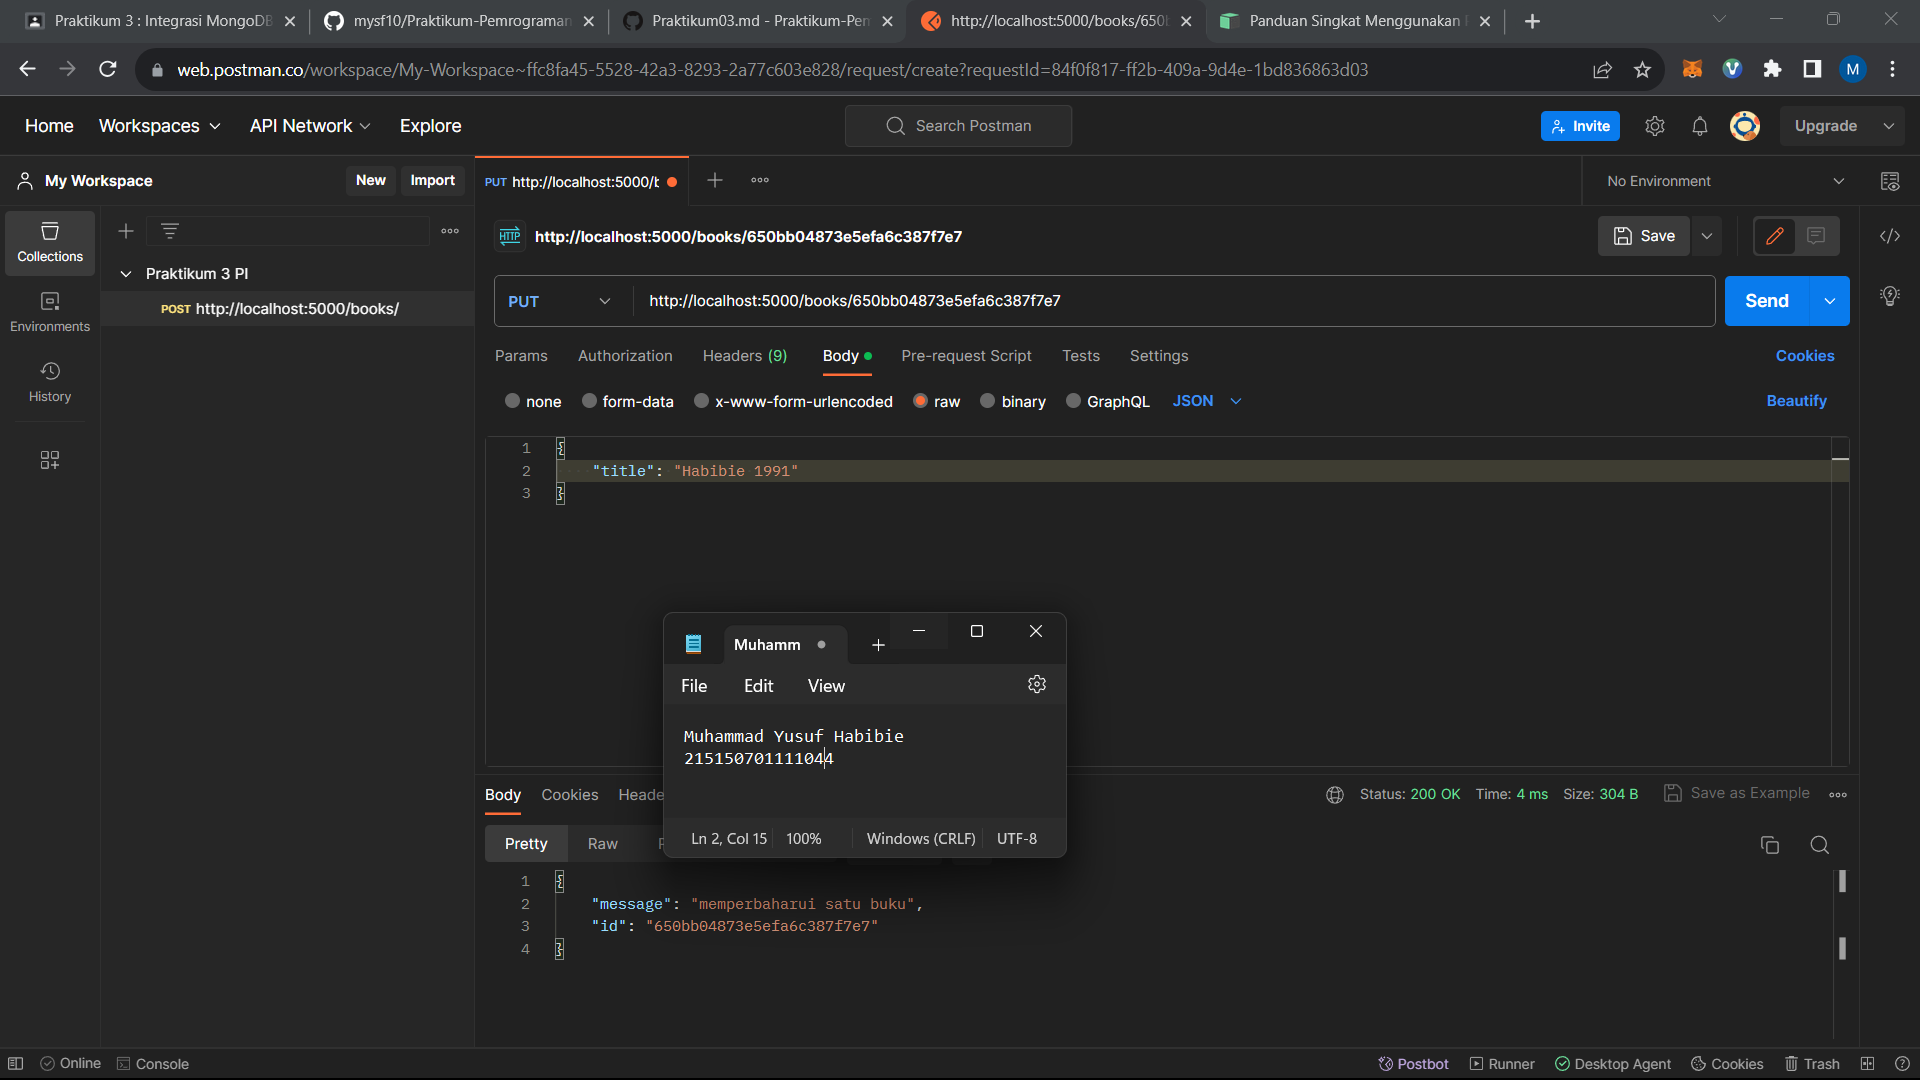 Praktikum 3 : Integrasi MongoDB
mysf10/Praktikum-Pemrograman
Praktikum03.md - Praktikum-Pem
http://localhost:5000/books/650b
Panduan Singkat Menggunakan
web.postman.co/workspace/My-Workspace~ffc8fa45-5528-42a3-8293-2a77c603e828/request/create?requestId=84f0f817-ff2b-409a-9d4e-1bd836863d03
M
Home Workspaces API Network Explore
Search Postman
Invite
Upgrade
My Workspace
New Import
PUT http://localhost:5000/b
No Environment
Collections
Environments
History
Praktikum 3 PI
POST http://localhost:5000/books/
HTTP http://localhost:5000/books/650bb04873e5efa6c387f7e7
Save
PUT http://localhost:5000/books/650bb04873e5efa6c387f7e7
Send
Params Authorization Headers (9) Body Pre-request Script Tests Settings
Cookies
none form-data x-www-form-urlencoded raw binary GraphQL JSON
Beautify
1 {
2 "title": "Habibie 1991"
3 }
Muhamm
File Edit View
Muhammad Yusuf Habibie
215150701111044
Ln 2, Col 15 100% Windows (CRLF) UTF-8
Body Cookies Heade
Status: 200 OK Time: 4 ms Size: 304 B Save as Example
Pretty Raw
1 {
2 "message": "memperbaharui satu buku",
3 "id": "650bb04873e5efa6c387f7e7"
4 }
Online Console
Postbot Runner Desktop Agent Cookies Trash